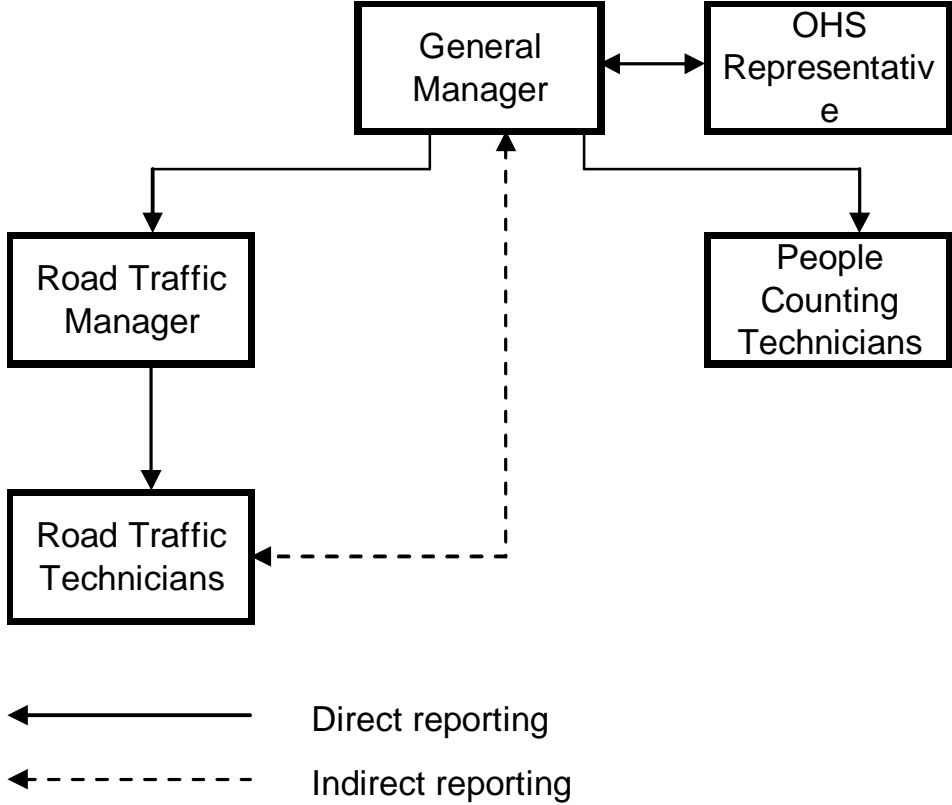 General
Manager
OHS
Representativ
e
Road Traffic
Manager
People
Counting
Technicians
Road Traffic
Technicians
Direct reporting
Indirect reporting